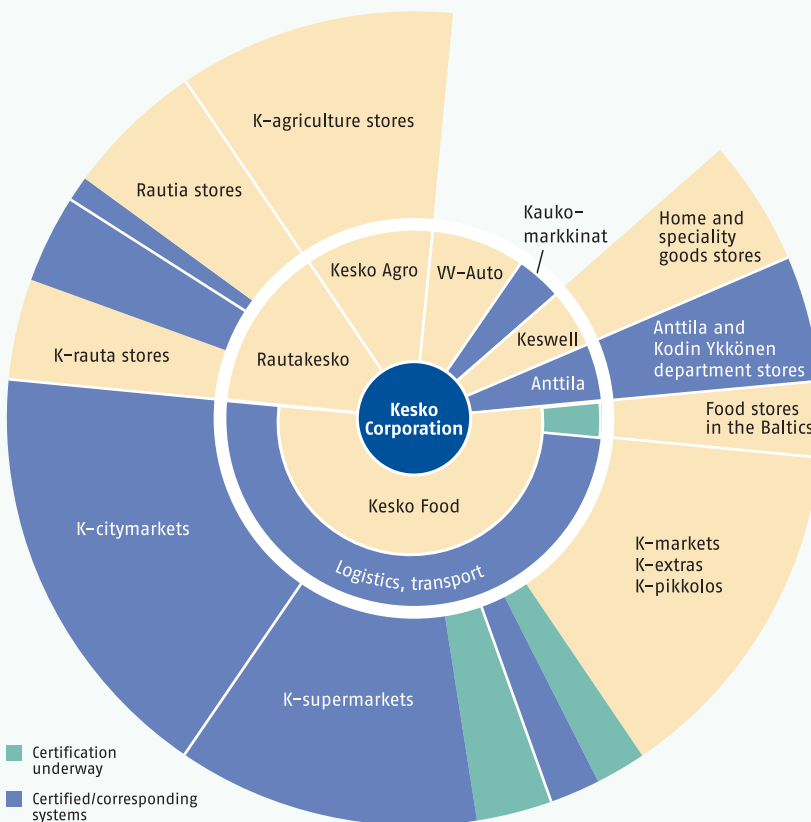 K-agriculture stores
Rautia stores
Kauko-
markkinat
Home and
speciality
goods stores
Kesko Agro
VV-Auto
K-rauta stores
Rautakesko
Keswell
Anttila
Anttila and
Kodin Ykkönen
department stores
Kesko
Corporation
Food stores
in the Baltics
Kesko Food
K-citymarkets
Logistics, transport
K-markets
K-extras
K-pikkolos
K-supermarkets
Certification
underway
Certified/corresponding
systems